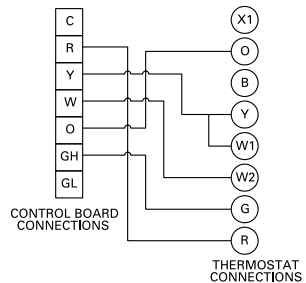 C
R
Y
W
O
GH
GL
CONTROL BOARD
CONNECTIONS
X1
O
B
Y
W1
W2
G
R
THERMOSTAT
CONNECTIONS